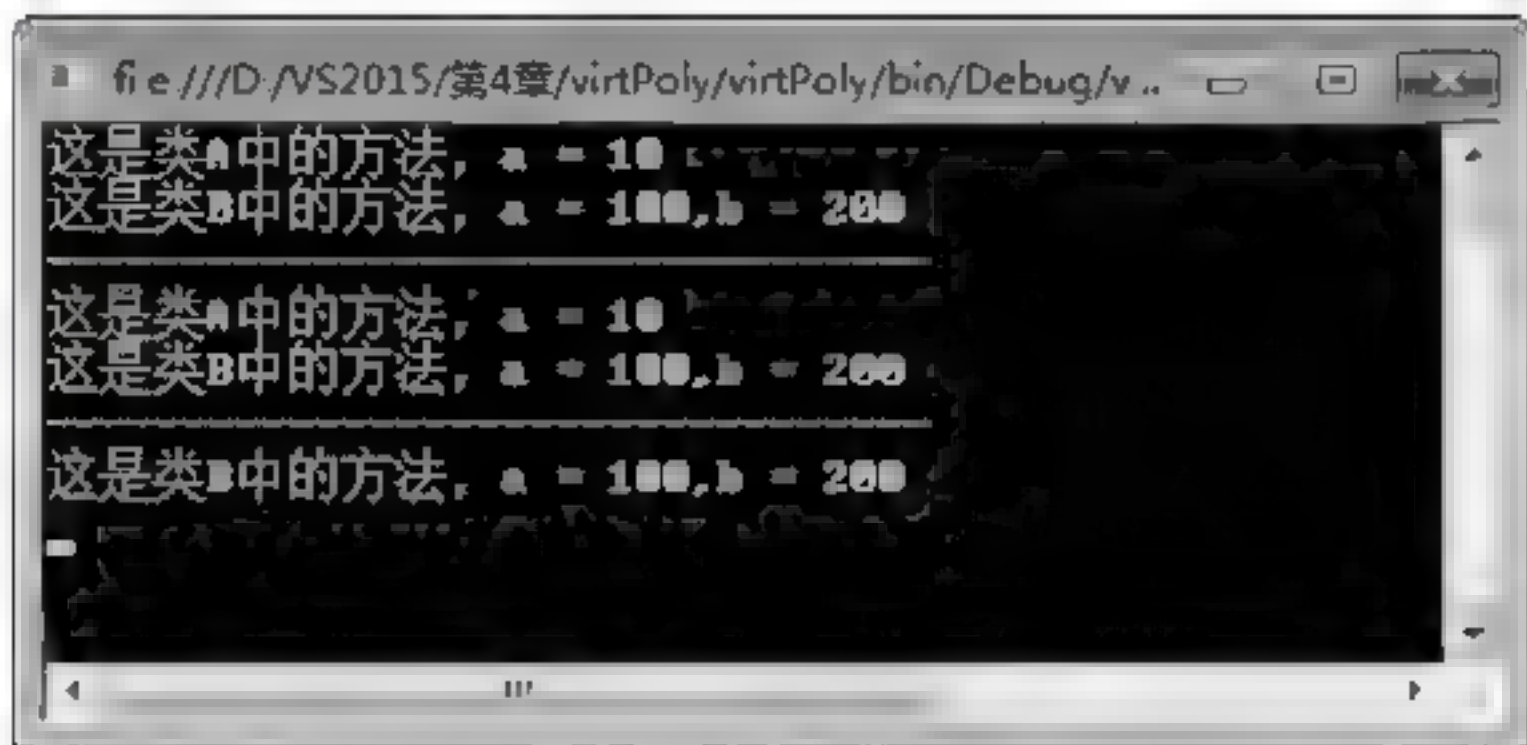 file:///D:/VS2015/第4章/virtPoly/virtPoly/bin/Debug/v...
这是类A中的方法，a = 10
这是类B中的方法，a = 100,b = 200
这是类A中的方法，a = 10
这是类B中的方法，a = 100,b = 200
这是类B中的方法，a = 100,b = 200